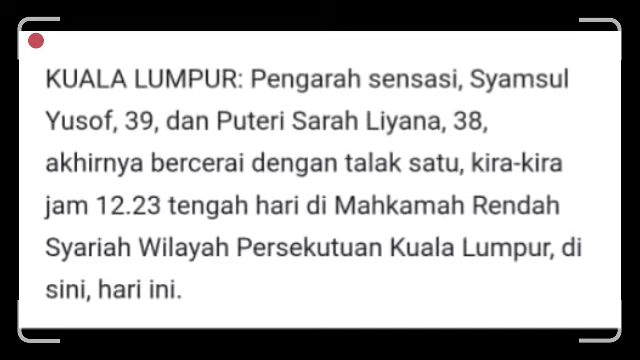 KUALA LUMPUR: Pengarah sensasi, Syamsul
Yusof, 39, dan Puteri Sarah Liyana, 38,
akhirnya bercerai dengan talak satu, kira-kira
jam 12.23 tengah hari di Mahkamah Rendah
Syariah Wilayah Persekutuan Kuala Lumpur, di
sini, hari ini.